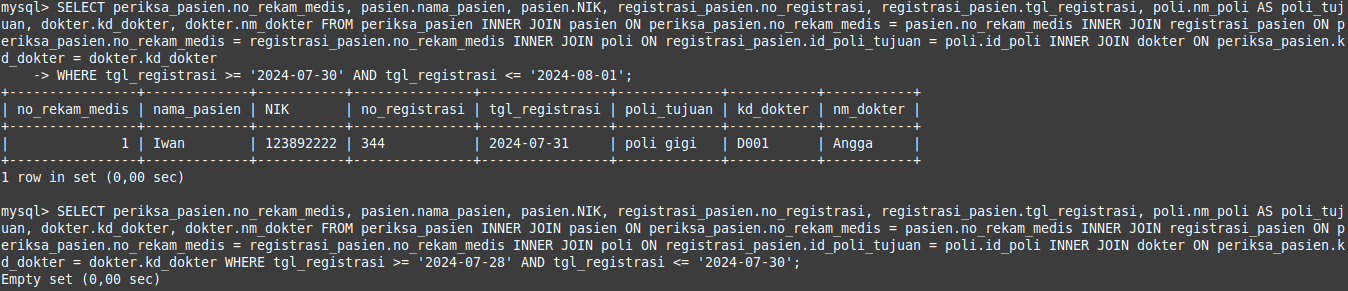 mysql> SELECT periksa_pasien.no_rekam_medis, pasien.nama_pasien, pasien.NIK, registrasi_pasien.no_registrasi, registrasi_pasien.tgl_registrasi, poli.nm_poli AS poli_tuj
uan, dokter.kd_dokter, dokter.nm_dokter FROM periksa_pasien INNER JOIN pasien ON periksa_pasien.no_rekam_medis = pasien.no_rekam_medis INNER JOIN registrasi_pasien ON p
eriksa_pasien.no_rekam_medis = registrasi_pasien.no_rekam_medis INNER JOIN poli ON registrasi_pasien.id_poli_tujuan = poli.id_poli INNER JOIN dokter ON periksa_pasien.k
d_dokter = dokter.kd_dokter
    -> WHERE tgl_registrasi >= '2024-07-30' AND tgl_registrasi <= '2024-08-01';
+----------------+-------------+-----------+---------------+----------------+-------------+-----------+-----------+
| no_rekam_medis | nama_pasien | NIK       | no_registrasi | tgl_registrasi | poli_tujuan | kd_dokter | nm_dokter |
+----------------+-------------+-----------+---------------+----------------+-------------+-----------+-----------+
|              1 | Iwan        | 123892222 | 344           | 2024-07-31     | poli gigi   | D001      | Angga     |
+----------------+-------------+-----------+---------------+----------------+-------------+-----------+-----------+
1 row in set (0,00 sec)

mysql> SELECT periksa_pasien.no_rekam_medis, pasien.nama_pasien, pasien.NIK, registrasi_pasien.no_registrasi, registrasi_pasien.tgl_registrasi, poli.nm_poli AS poli_tuj
uan, dokter.kd_dokter, dokter.nm_dokter FROM periksa_pasien INNER JOIN pasien ON periksa_pasien.no_rekam_medis = pasien.no_rekam_medis INNER JOIN registrasi_pasien ON p
eriksa_pasien.no_rekam_medis = registrasi_pasien.no_rekam_medis INNER JOIN poli ON registrasi_pasien.id_poli_tujuan = poli.id_poli INNER JOIN dokter ON periksa_pasien.k
d_dokter = dokter.kd_dokter WHERE tgl_registrasi >= '2024-07-28' AND tgl_registrasi <= '2024-07-30';
Empty set (0,00 sec)